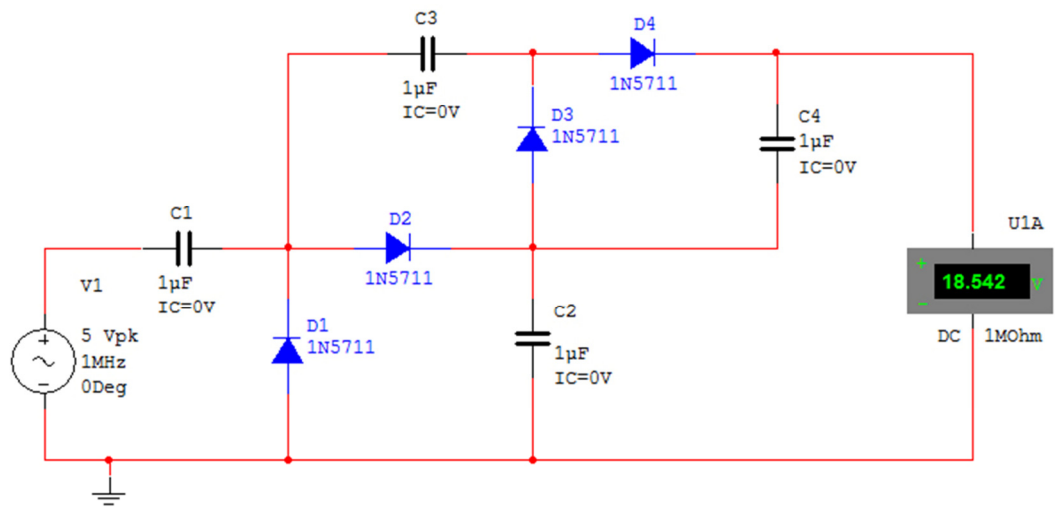 C3
1µF
IC=0V
D4
1N5711
D3
1N5711
C4
1µF
IC=0V
C1
1µF
IC=0V
D2
1N5711
V1
5 Vpk
1MHz
0Deg
D1
1N5711
C2
1µF
IC=0V
U1A
+
18.542 V
−
DC 1MOhm